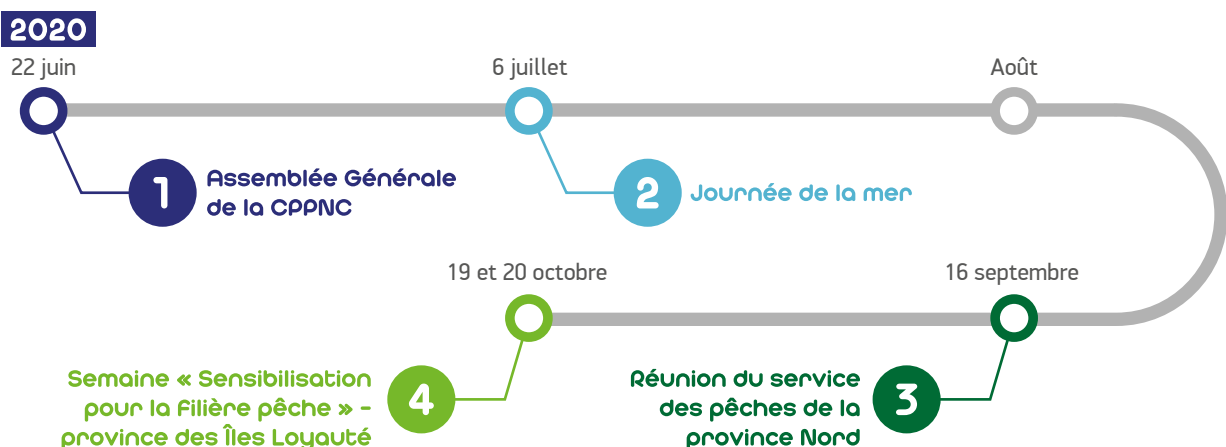 2020
22 juin
6 juillet
Août
1
Assemblée Générale
de la CPPNC
2
Journée de la mer
19 et 20 octobre
16 septembre
Semaine « Sensibilisation
pour la filière pêche » -
province des Îles Loyauté
4
Réunion du service
des pêches de la
province Nord
3